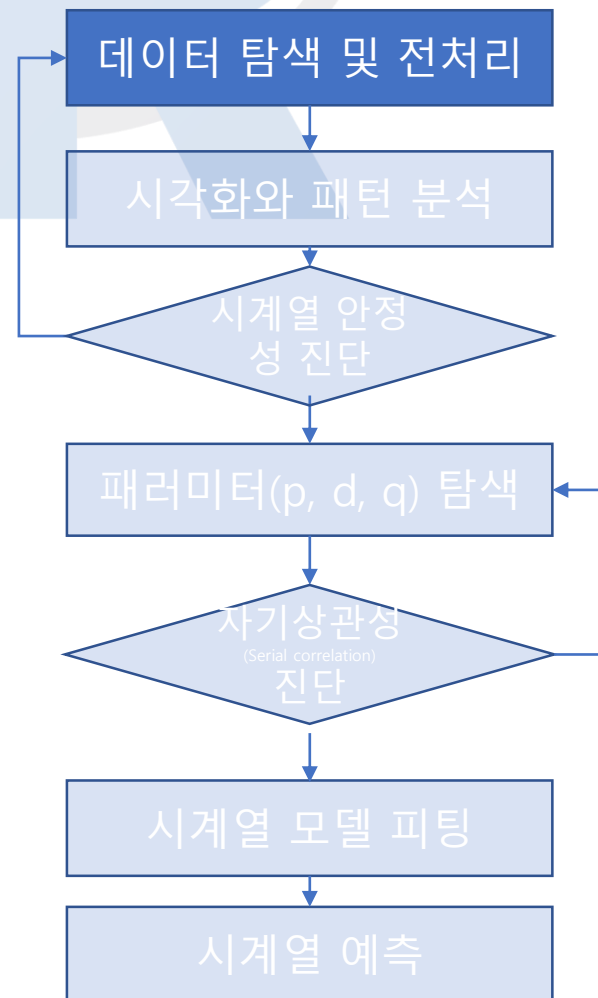 데이터 탐색 및 전처리
시각화와 패턴 분석
시계열 안정
성 진단
패러미터(p, d, q) 탐색
자기상관성
(Serial correlation)
진단
시계열 모델 피팅
시계열 예측